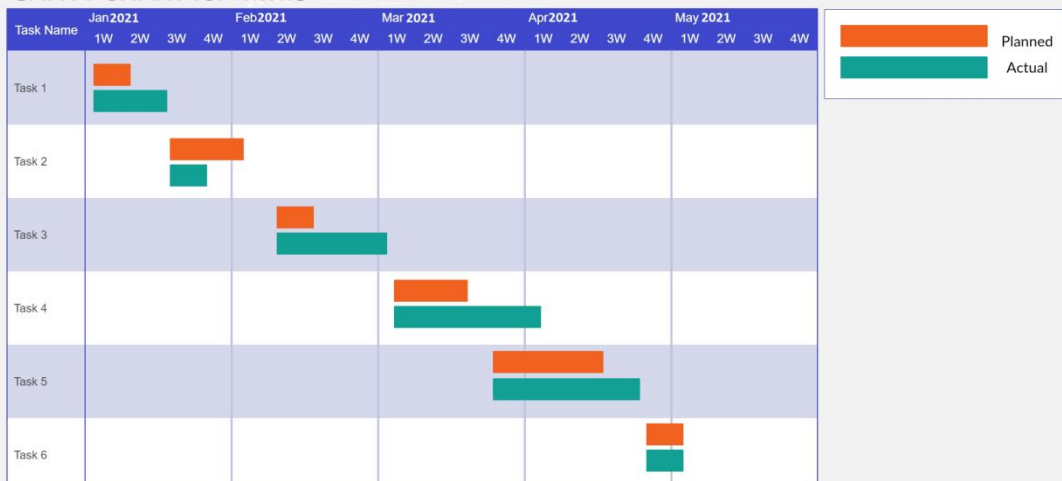 Jan2021 Feb2021 Mar 2021 Apr2021 May 2021
Task Name 1W 2W 3W 4W 1W 2W 3W 4W 1W 2W 3W 4W 1W 2W 3W 4W 1W 2W 3W 4W
Planned
Actual
Task 1
Task 2
Task 3
Task 4
Task 5
Task 6